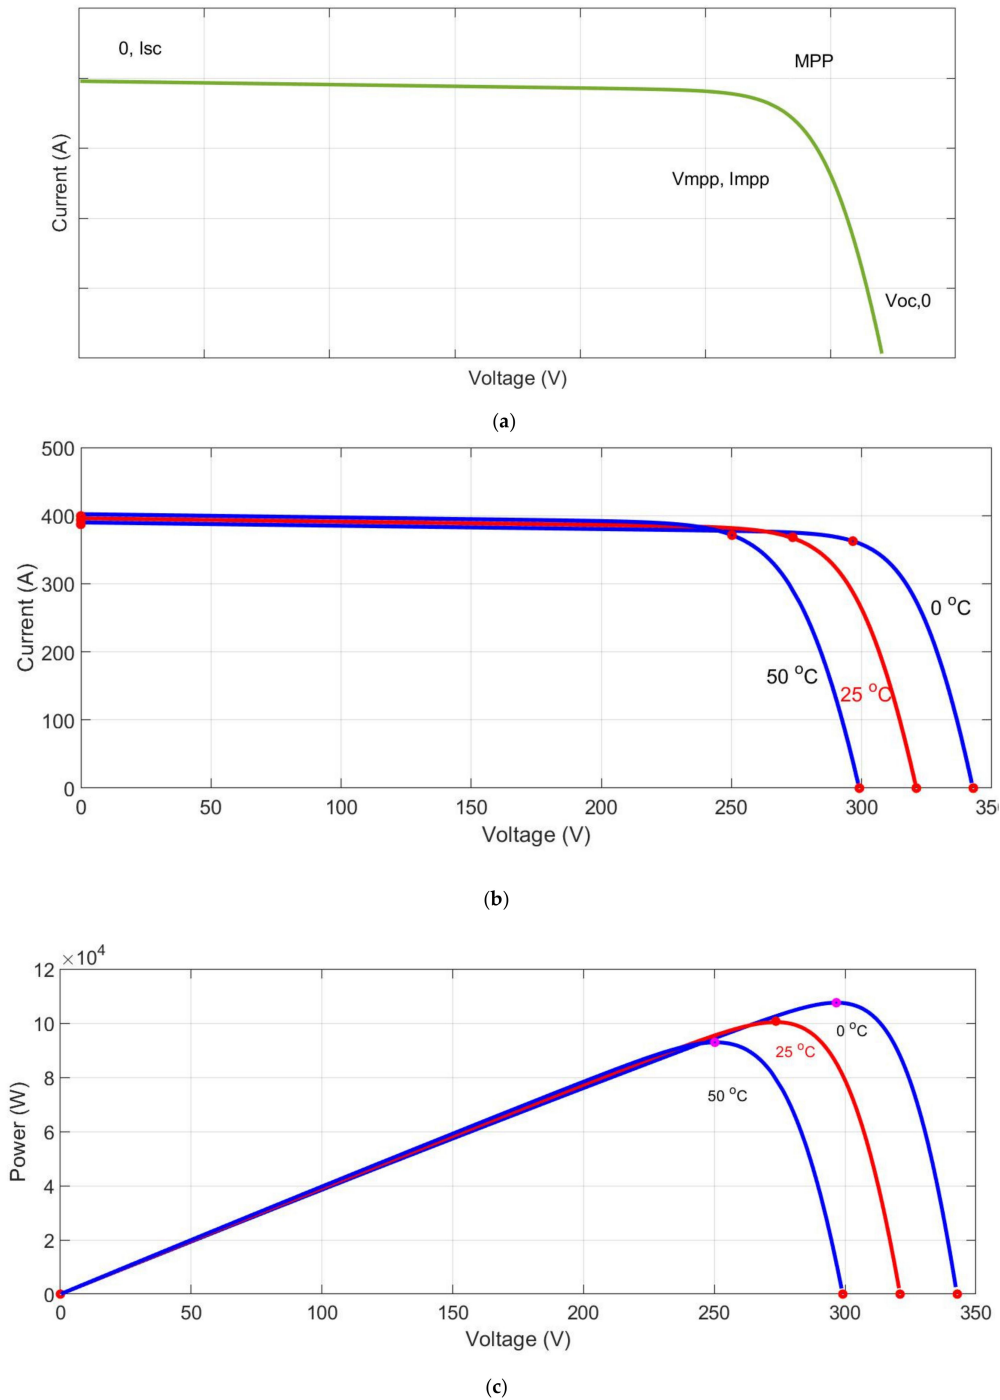 0, Isc
MPP
Vmpp, Impp
Voc,0
Current (A)
Voltage (V)
(a)
500
400
300
200
100
0
Current (A)
0 °C
50 °C
25 °C
0 50 100 150 200 250 300 350
Voltage (V)
(b)
×10⁴
12
10
8
6
4
2
0
Power (W)
0 °C
25 °C
50 °C
0 50 100 150 200 250 300 350
Voltage (V)
(c)